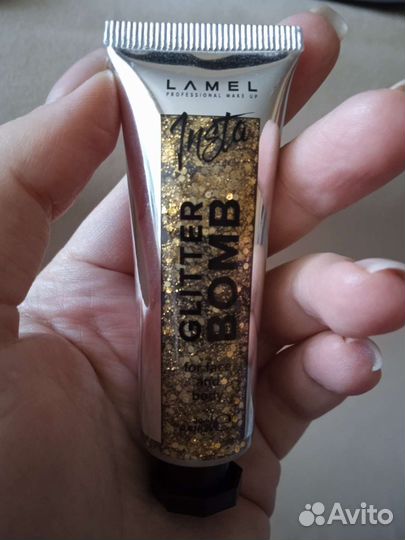 LAMEL
PROFESSIONAL MAKE UP
Insta
GLITTER
BOMB
for face
and
body
Avito